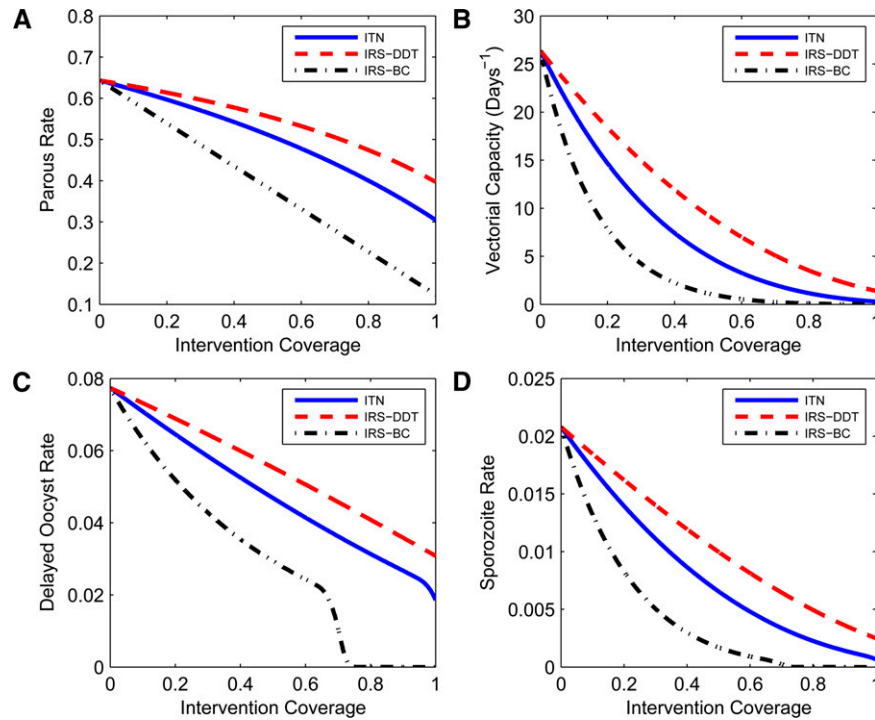 A
0.8
0.7
0.6
0.5
0.4
0.3
0.2
0.1
Parous Rate
ITN
IRS-DDT
IRS-BC
0 0.2 0.4 0.6 0.8 1
Intervention Coverage
B
30
25
20
15
10
5
0
Vectorial Capacity (Days⁻¹)
ITN
IRS-DDT
IRS-BC
0 0.2 0.4 0.6 0.8 1
Intervention Coverage
C
0.08
0.06
0.04
0.02
0
Delayed Oocyst Rate
ITN
IRS-DDT
IRS-BC
0 0.2 0.4 0.6 0.8 1
Intervention Coverage
D
0.025
0.02
0.015
0.01
0.005
0
Sporozoite Rate
ITN
IRS-DDT
IRS-BC
0 0.2 0.4 0.6 0.8 1
Intervention Coverage